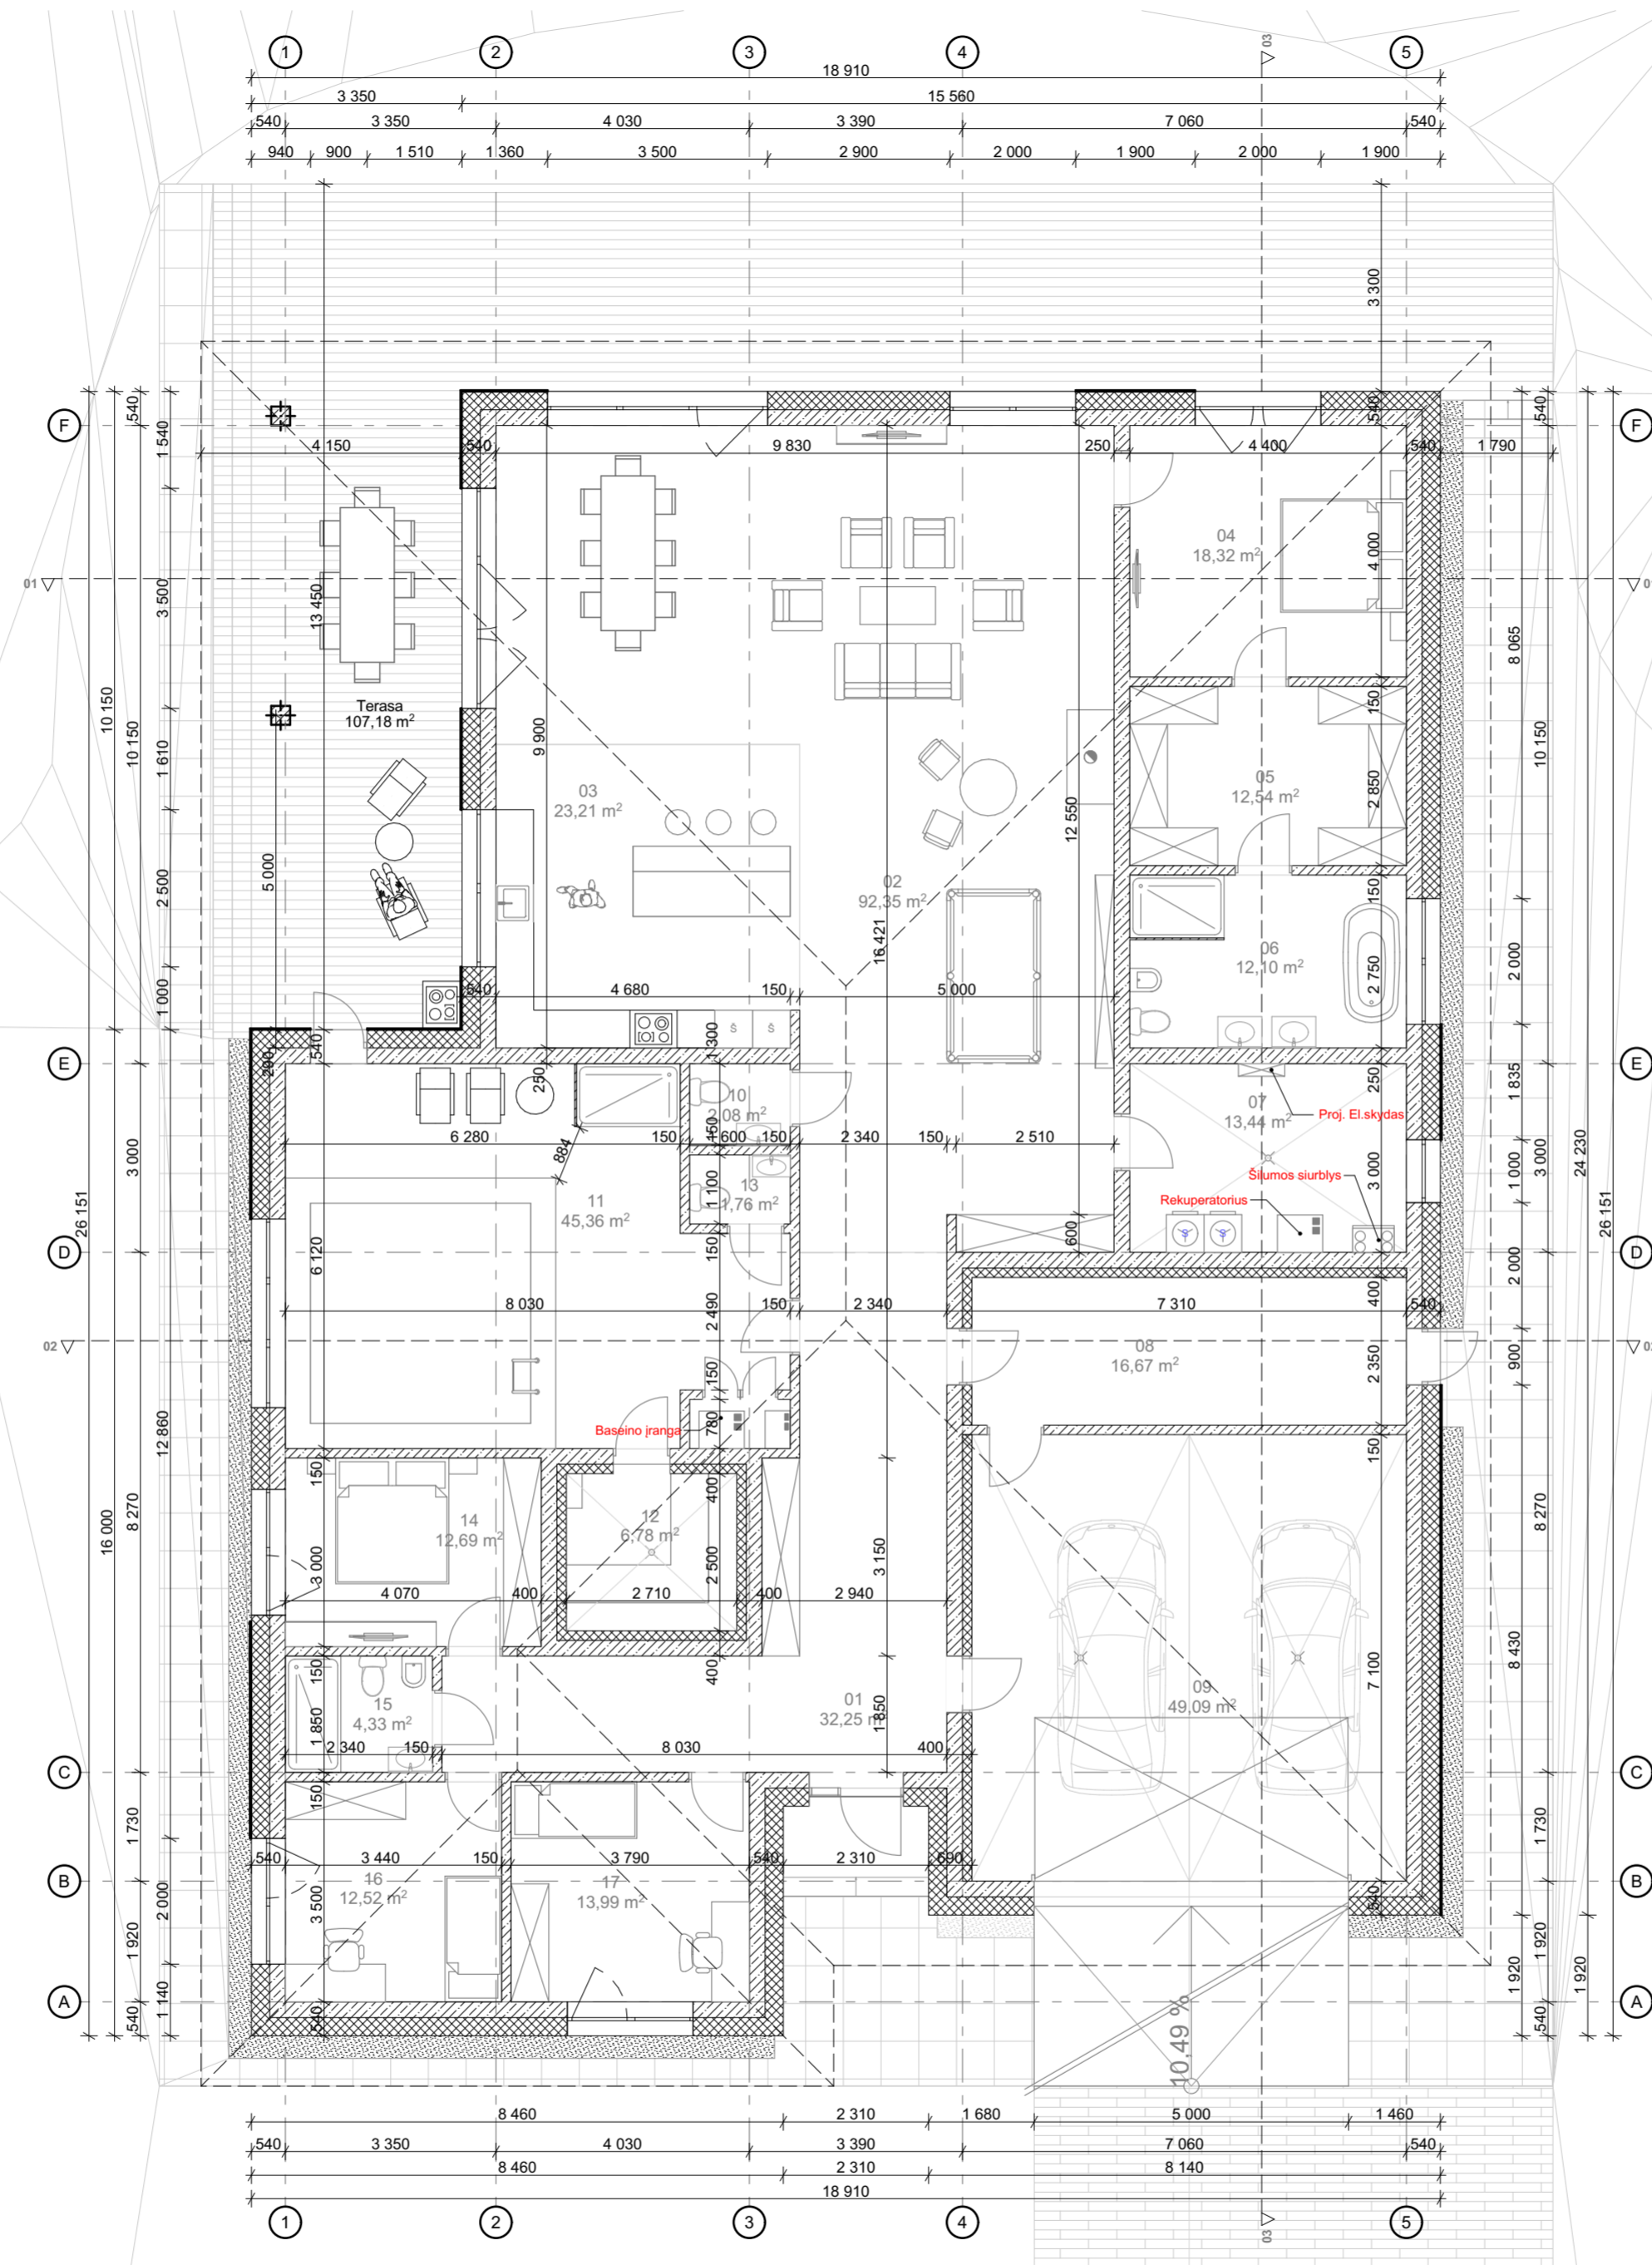 1 2 3 4 5
03
18 910
3 350 15 560
540 3 350 4 030 3 390 7 060 540
940 900 1 510 1 360 3 500 2 900 2 000 1 900 2 000 1 900
3 300
F F
540 540 540 540
1 540
4 150 540 9 830 250 4 400 540 1 790
04
18,32 m²
4 000
01
3 500
13 450
8 065
10 150
10 150
Terasa
107,18 m²
150
1 610
9 900
10 150
03
23,21 m²
05
12,54 m²
2 850
12 550
5 000
2 500
02
92,35 m²
150
16 421
06
12,10 m²
2 750
2 000
1 000
540 4 680 150 5 000
Š Š
E E
540
200
1 300
250
250
1 835
10
2,08 m²
07
13,44 m²
Proj. El.skydas
6 280 150 1 600 150 2 340 150 2 510
150
884
3 000
1 100
13
1,76 m²
Šilumos siurblys
Rekuperatorius
3 000
1 000
3 000
24 230
26 151
26 151
11
45,36 m²
D D
6 120
150
600
2 000
400
8 030 150 2 340 7 310 540
2 490
02
08
16,67 m²
2 350
900
150
12 860
780
Baseino įranga
150
150
400
16 000
8 270
14
12,69 m²
12
6,78 m²
3 000
2 500
3 150
8 270
4 070 400 2 710 400 2 940
8 430
150
400
7 100
15
4,33 m²
01
32,25 m²
09
49,09 m²
1 850
1 850
2 340 150 8 030 400
C C
150
1 730
1 730
540 3 440 150 3 790 540 2 310 690
B B
16
12,52 m²
17
13,99 m²
3 500
2 000
540
1 920
1 920
1 920
1 920
A A
1 140
540
540
540
10,49 %
8 460 2 310 1 680 5 000 1 460
540 3 350 4 030 3 390 7 060 540
8 460 2 310 8 140
18 910
1 2 3 4 5
03